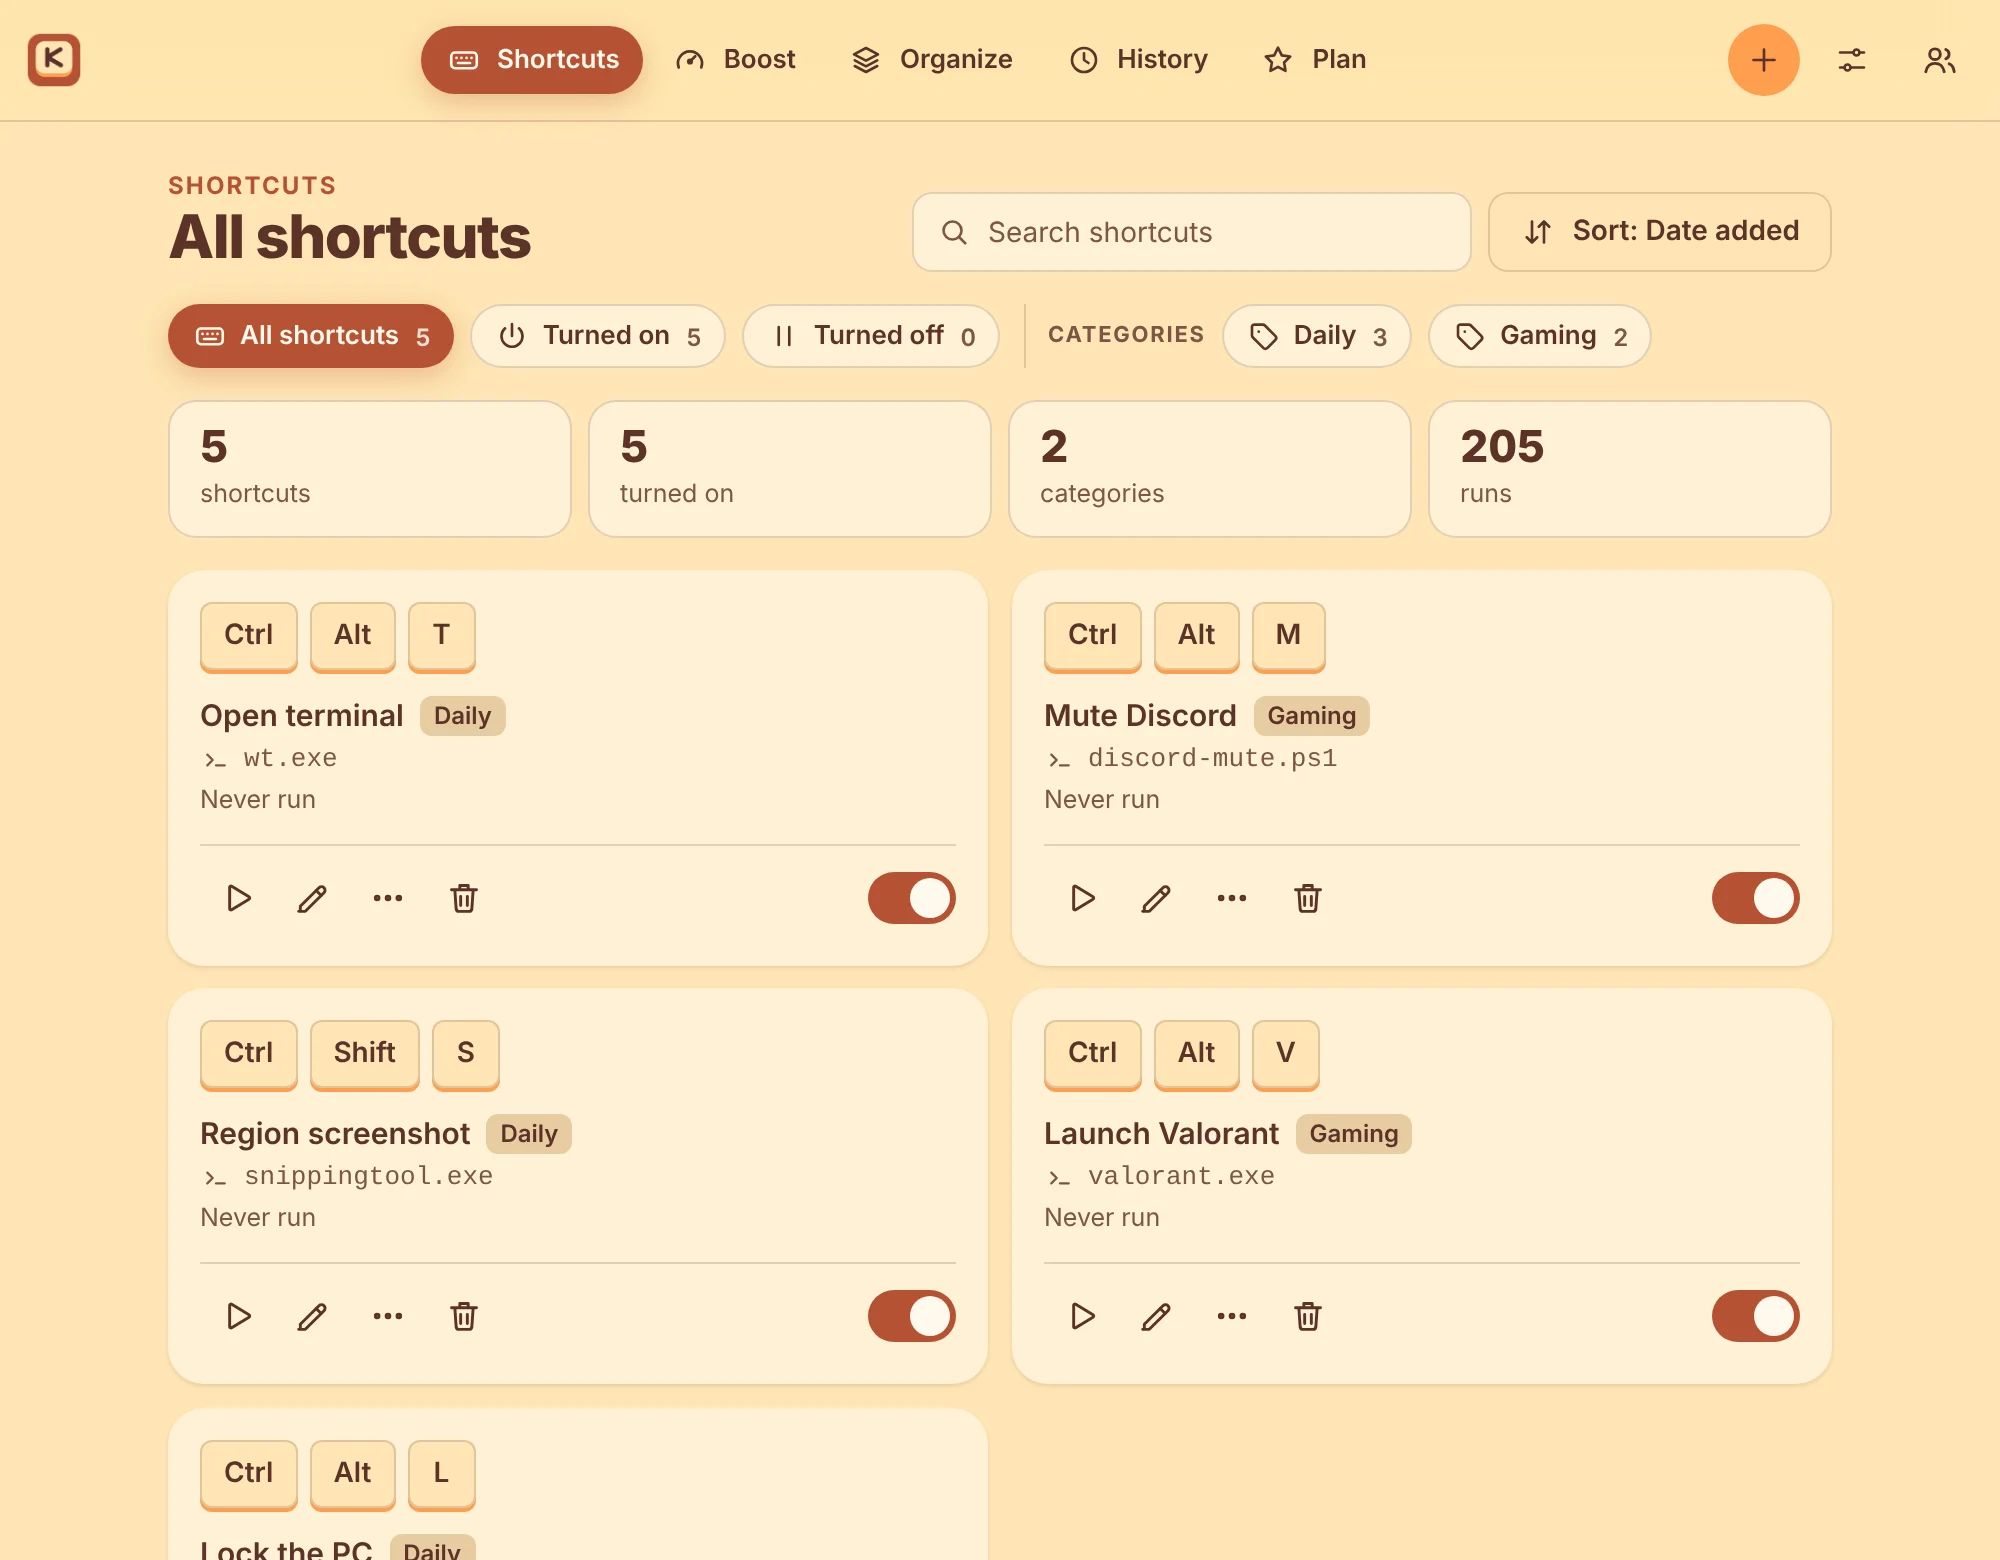 K
Shortcuts Boost Organize History Plan
SHORTCUTS
All shortcuts
Search shortcuts
Sort: Date added
All shortcuts 5 Turned on 5 Turned off 0 CATEGORIES Daily 3 Gaming 2
5
shortcuts
5
turned on
2
categories
205
runs
Ctrl Alt T
Open terminal Daily
wt.exe
Never run
Ctrl Alt M
Mute Discord Gaming
discord-mute.ps1
Never run
Ctrl Shift S
Region screenshot Daily
snippingtool.exe
Never run
Ctrl Alt V
Launch Valorant Gaming
valorant.exe
Never run
Ctrl Alt L
Lock the PC Daily